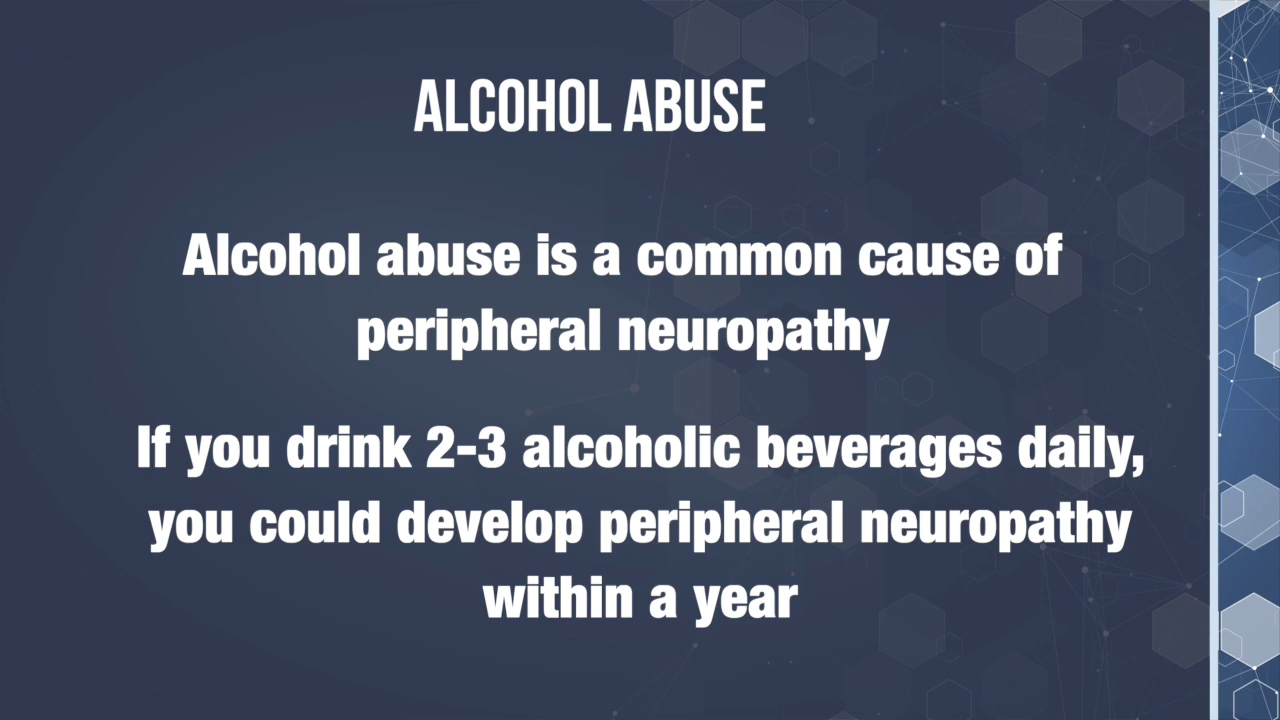 ALCOHOL ABUSE
Alcohol abuse is a common cause of
peripheral neuropathy
If you drink 2-3 alcoholic beverages daily,
you could develop peripheral neuropathy
within a year